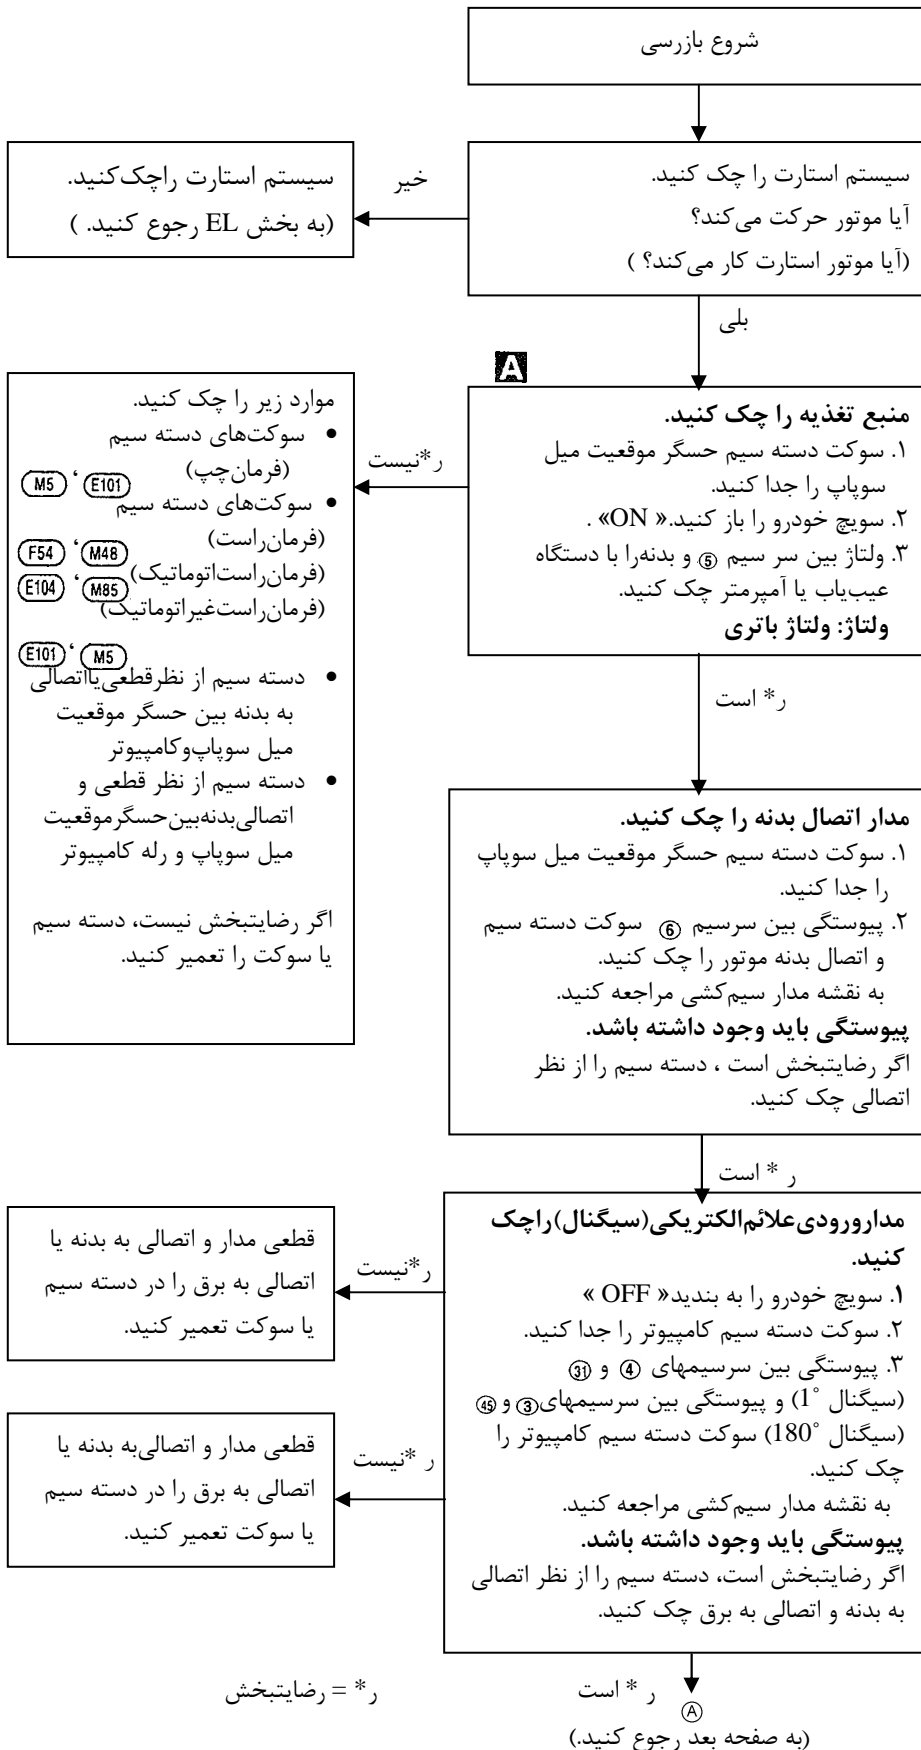 شروع بازرسی
سیستم استارت را چک کنید.
آیا موتور حرکت می‌کند؟
(آیا موتور استارت کار می‌کند؟ )
خیر
سیستم استارت راچک‌کنید.
(به بخش EL رجوع کنید. )
بلی
A
منبع تغذیه را چک کنید.
۱. سوکت دسته سیم حسگر موقعیت میل
سوپاپ را جدا کنید.
۲. سویچ خودرو را باز کنید.« ON» .
۳. ولتاژ بین سر سیم ⑤ و بدنه‌را با دستگاه
عیب‌یاب یا آمپرمتر چک کنید.
ولتاژ: ولتاژ باتری
ر*نیست
موارد زیر را چک کنید.
• سوکت‌های دسته سیم
(فرمان‌چپ)
E101 ، M5
• سوکت‌های دسته سیم
(فرمان‌راست)
M48 ، F54
(فرمان‌راست‌اتوماتیک)
M85 ، E104
(فرمان‌راست‌غیراتوماتیک)
M5 ، E101
• دسته سیم از نظرقطعی‌یااتصالی
به بدنه بین حسگر موقعیت
میل سوپاپ‌وکامپیوتر
• دسته سیم از نظر قطعی و
اتصالی‌بدنه‌بین‌حسگرموقعیت
میل سوپاپ و رله کامپیوتر
اگر رضایتبخش نیست، دسته سیم
یا سوکت را تعمیر کنید.
ر* است
مدار اتصال بدنه را چک کنید.
۱. سوکت دسته سیم حسگر موقعیت میل سوپاپ
را جدا کنید.
۲. پیوستگی بین سرسیم ⑥ سوکت دسته سیم
و اتصال بدنه موتور را چک کنید.
به نقشه مدار سیم‌کشی مراجعه کنید.
پیوستگی باید وجود داشته باشد.
اگر رضایتبخش است ، دسته سیم را از نظر
اتصالی چک کنید.
ر * است
مدارورودی‌علائم‌الکتریکی(سیگنال)راچک
کنید.
۱. سویچ خودرو را به بندید« OFF »
۲. سوکت دسته سیم کامپیوتر را جدا کنید.
۳. پیوستگی بین سرسیمهای ④ و ㉛
(سیگنال 1˚) و پیوستگی بین سرسیمهای③ و ㊺
(سیگنال 180˚) سوکت دسته سیم کامپیوتر را
چک کنید.
به نقشه مدار سیم‌کشی مراجعه کنید.
پیوستگی باید وجود داشته باشد.
اگر رضایتبخش است، دسته سیم را از نظر اتصالی
به بدنه و اتصالی به برق چک کنید.
ر*نیست
قطعی مدار و اتصالی به بدنه یا
اتصالی به برق را در دسته سیم
یا سوکت تعمیر کنید.
ر *نیست
قطعی مدار و اتصالی‌به بدنه یا
اتصالی به برق را در دسته سیم
یا سوکت تعمیر کنید.
ر * است
ر* = رضایتبخش
Ⓐ
(به صفحه بعد رجوع کنید.)